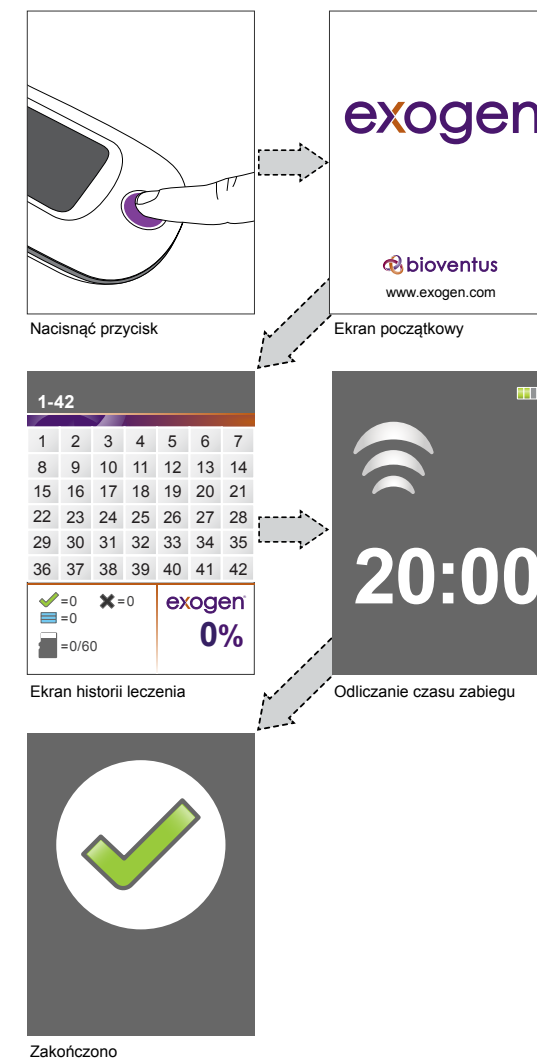 exogen
bioventus
www.exogen.com
Nacisnąć przycisk
Ekran początkowy
1-42
1 2 3 4 5 6 7
8 9 10 11 12 13 14
15 16 17 18 19 20 21
22 23 24 25 26 27 28
29 30 31 32 33 34 35
36 37 38 39 40 41 42
=0 =0
=0
=0/60
exogen
0%
20:00
Ekran historii leczenia
Odliczanie czasu zabiegu
Zakończono